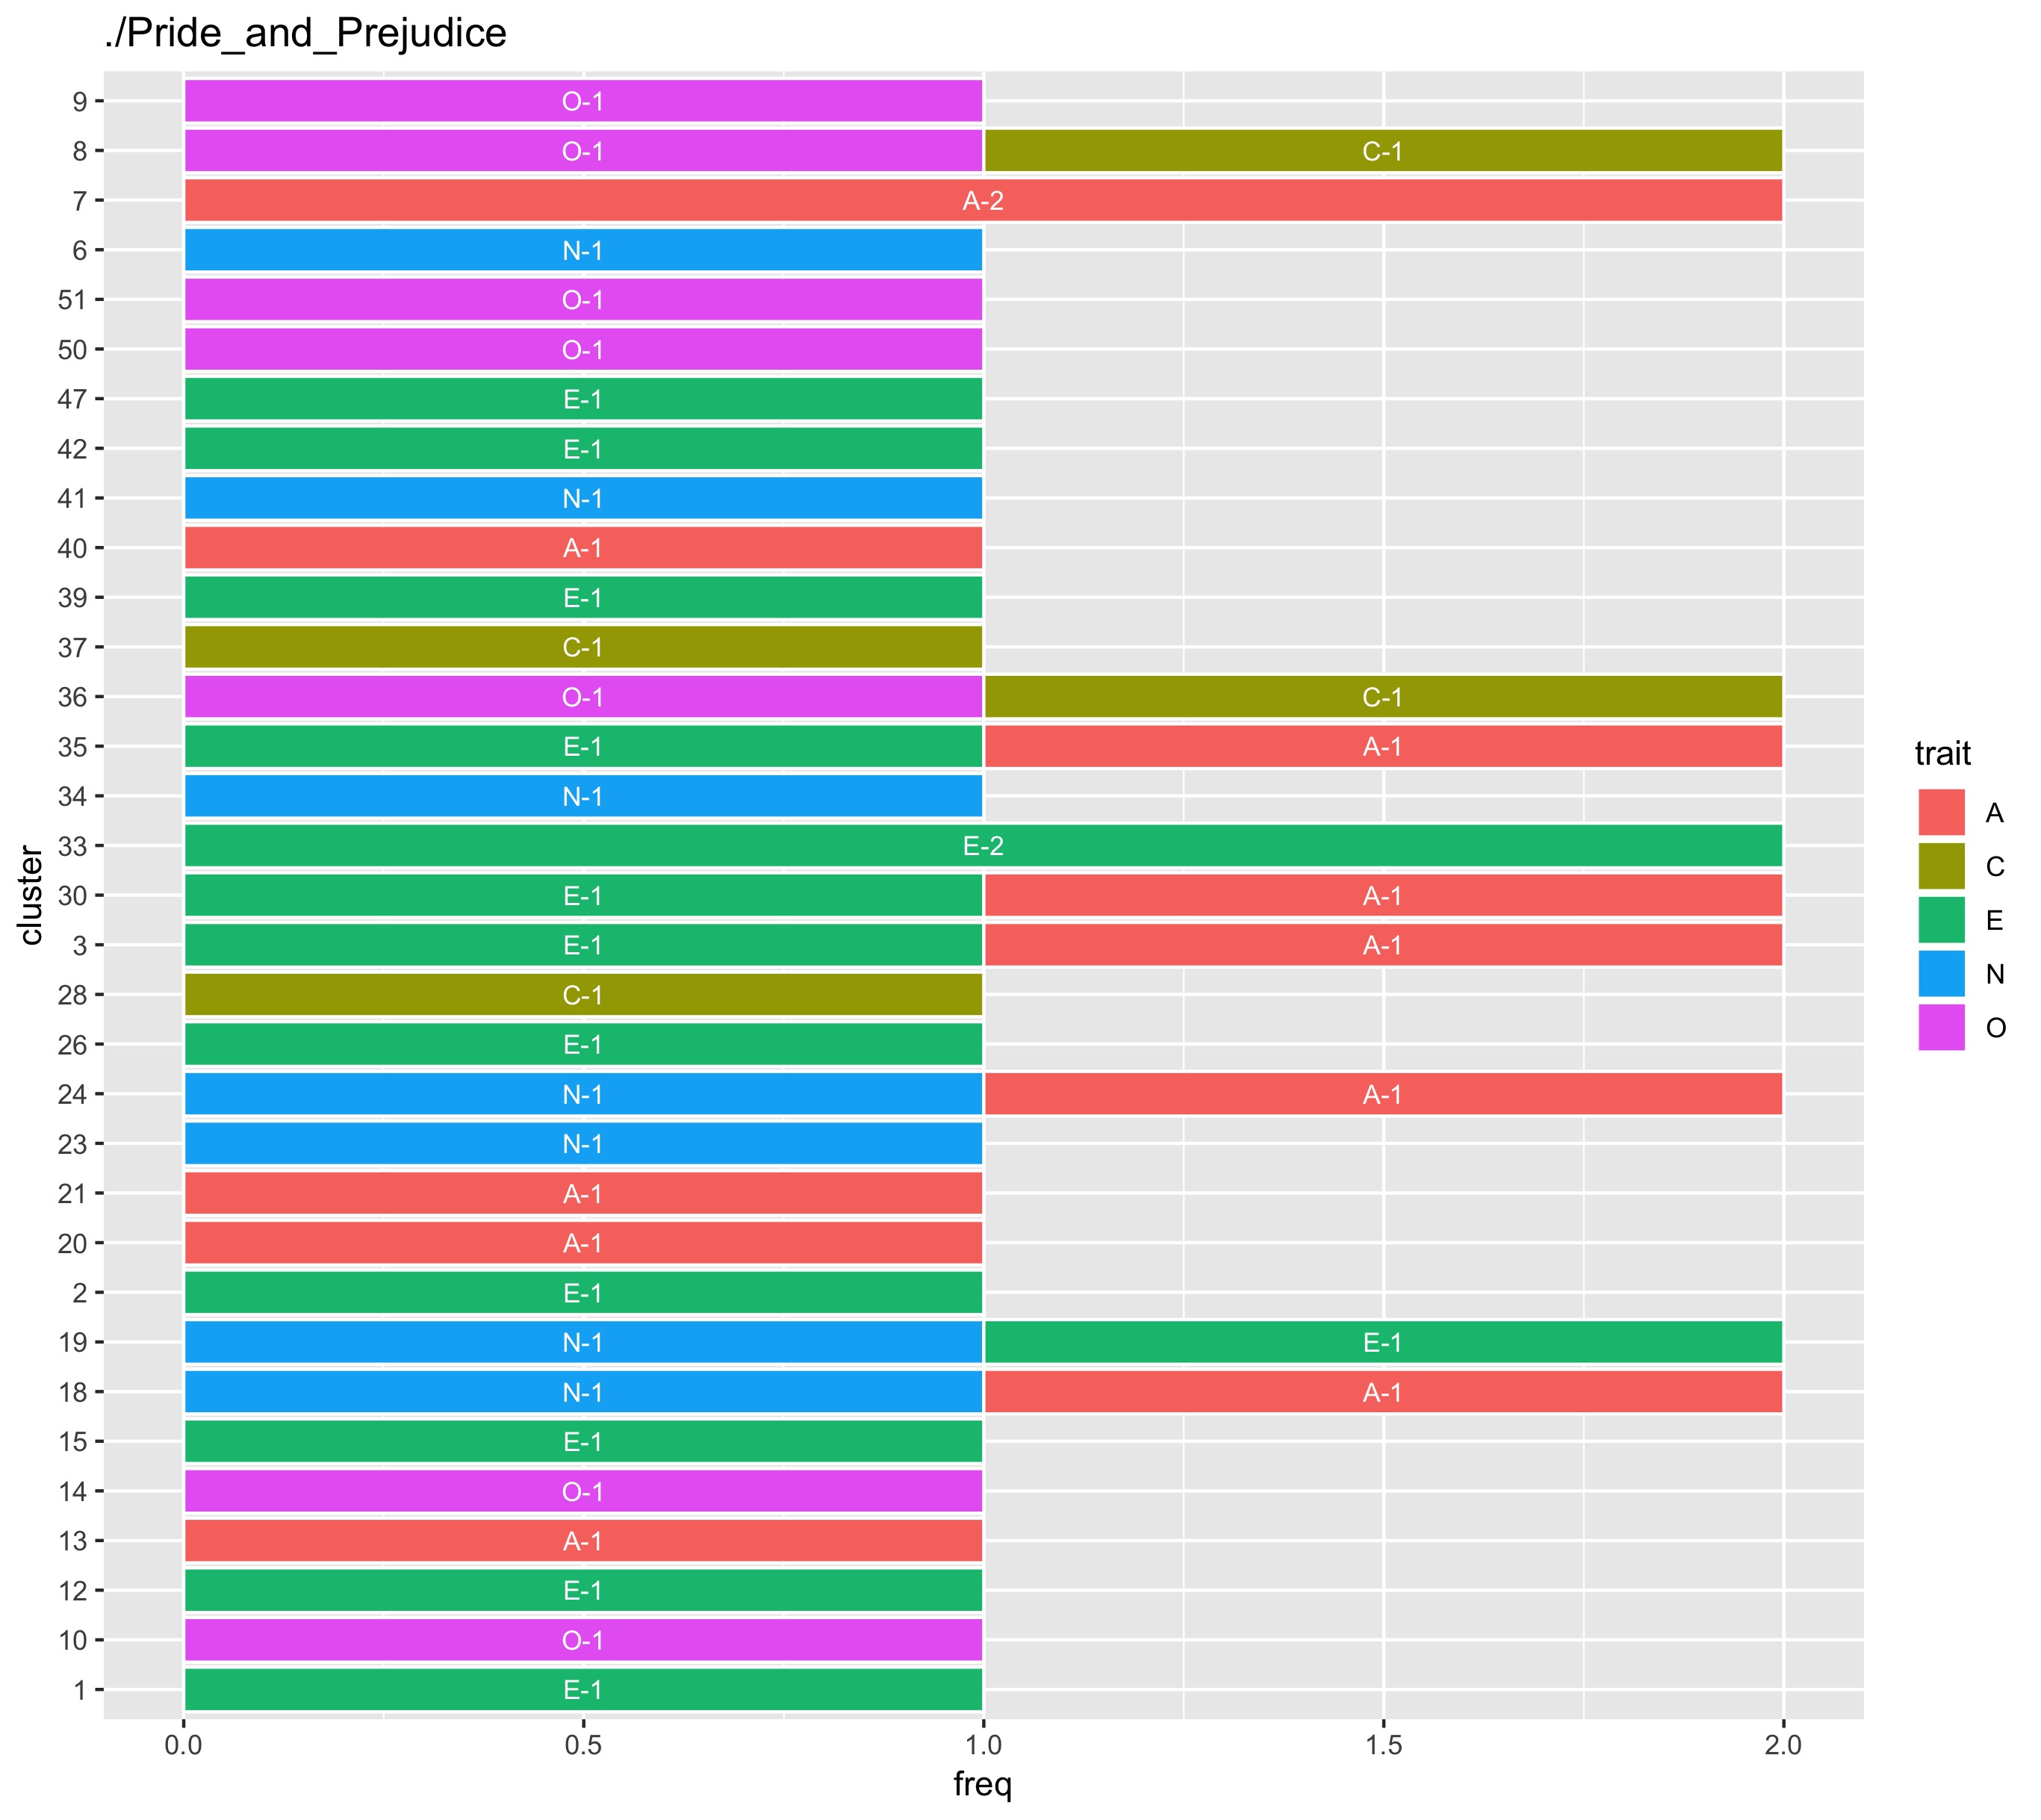 ./Pride_and_Prejudice
9 O-1
8 O-1 C-1
7 A-2
6 N-1
51 O-1
50 O-1
47 E-1
42 E-1
41 N-1
40 A-1
39 E-1
37 C-1
36 O-1 C-1
35 E-1 A-1
34 N-1
33 E-2
30 E-1 A-1
3 E-1 A-1
28 C-1
26 E-1
24 N-1 A-1
23 N-1
21 A-1
20 A-1
2 E-1
19 N-1 E-1
18 N-1 A-1
15 E-1
14 O-1
13 A-1
12 E-1
10 O-1
1 E-1
0.0 0.5 1.0 1.5 2.0
freq
cluster
trait
A
C
E
N
O